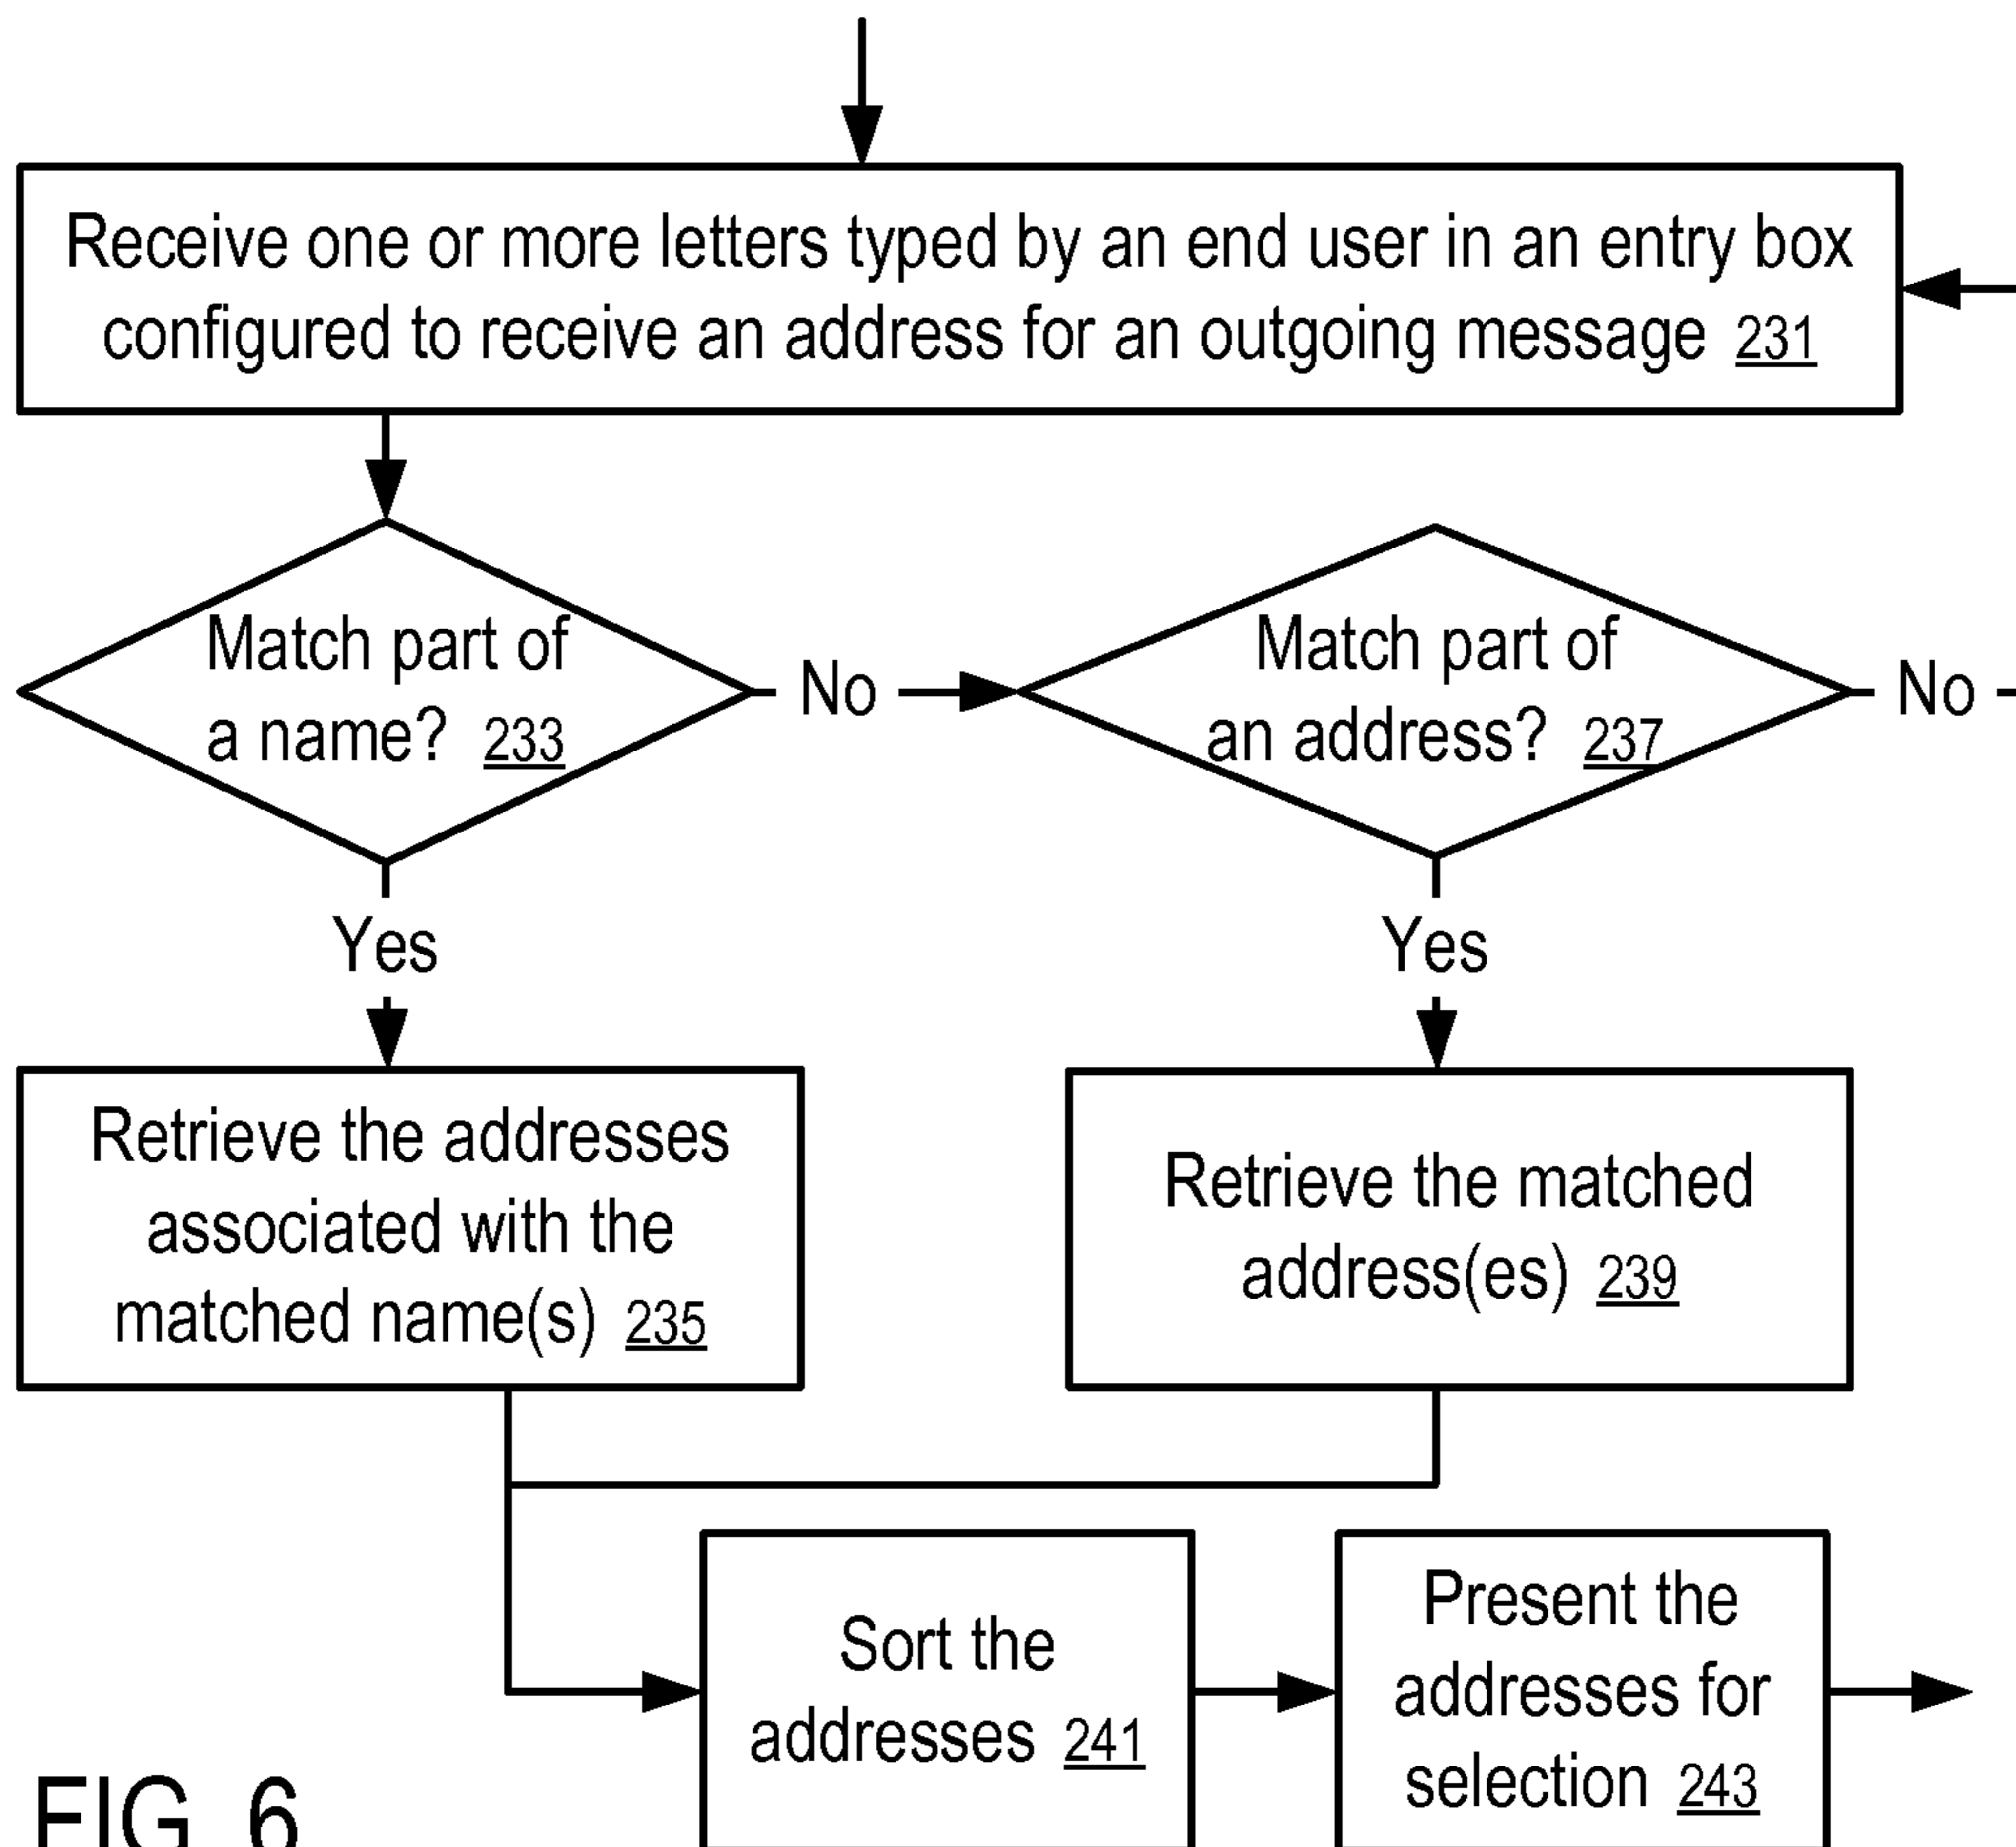 Receive one or more letters typed by an end user in an entry box
configured to receive an address for an outgoing message 231
Match part of
a name? 233
No
Match part of
an address? 237
No
Yes
Yes
Retrieve the addresses
associated with the
matched name(s) 235
Retrieve the matched
address(es) 239
Sort the
addresses 241
Present the
addresses for
selection 243
FIG. 6